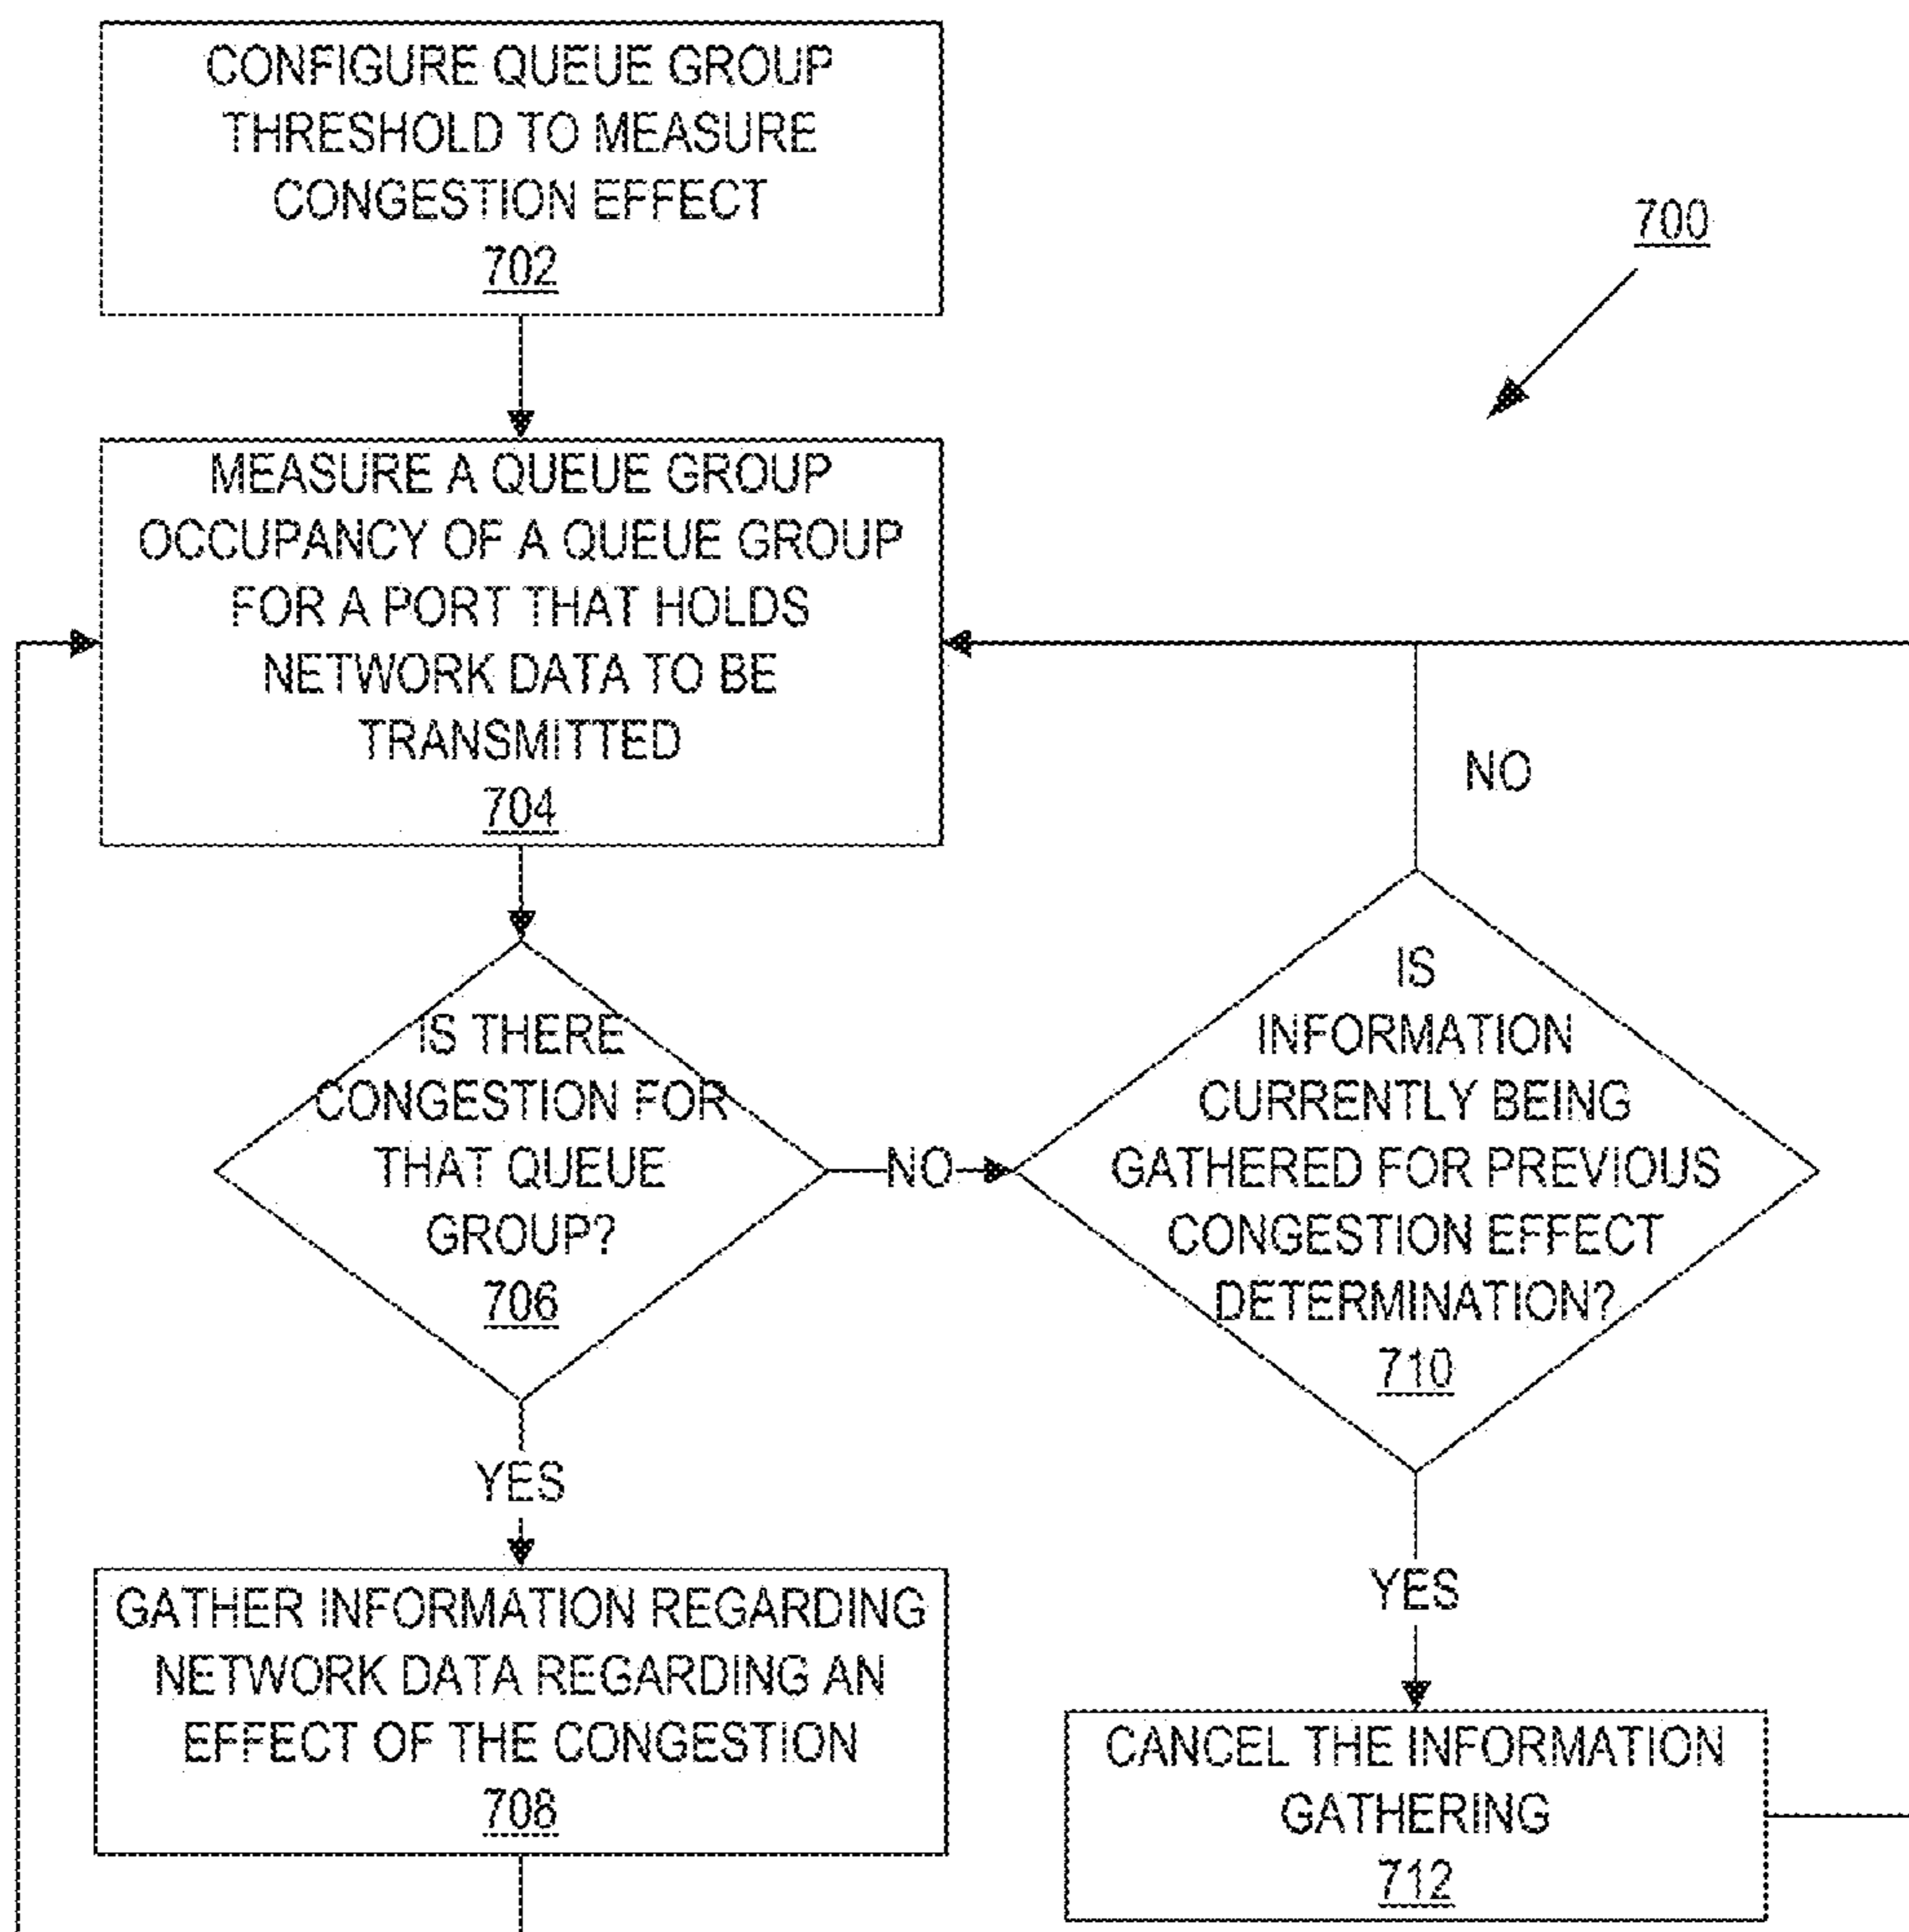 CONFIGURE QUEUE GROUP
THRESHOLD TO MEASURE
CONGESTION EFFECT
702
700
MEASURE A QUEUE GROUP
OCCUPANCY OF A QUEUE GROUP
FOR A PORT THAT HOLDS
NETWORK DATA TO BE
TRANSMITTED
704
NO
IS THERE
CONGESTION FOR
THAT QUEUE
GROUP?
706
NO
IS
INFORMATION
CURRENTLY BEING
GATHERED FOR PREVIOUS
CONGESTION EFFECT
DETERMINATION?
710
YES
YES
GATHER INFORMATION REGARDING
NETWORK DATA REGARDING AN
EFFECT OF THE CONGESTION
708
CANCEL THE INFORMATION
GATHERING
712